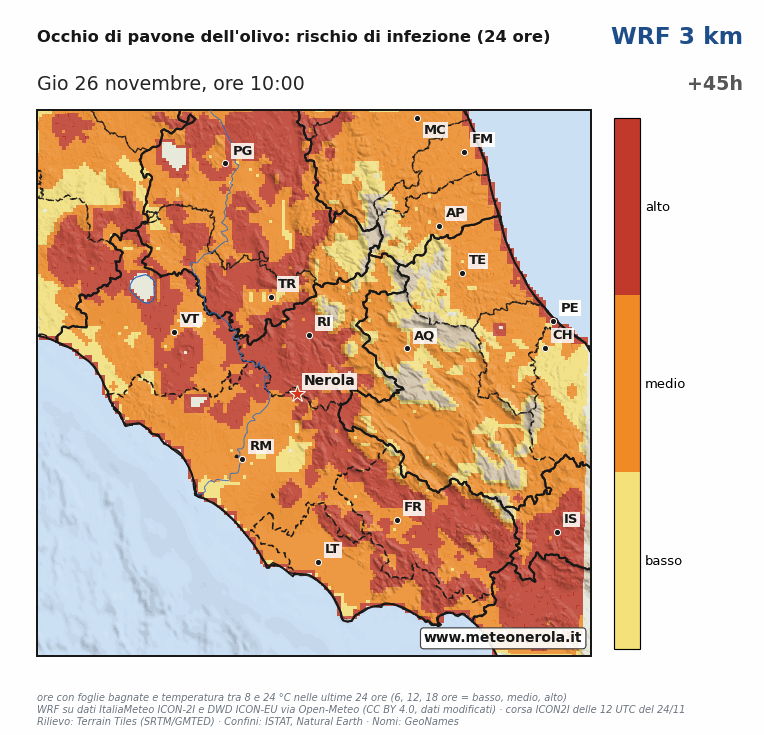 Occhio di pavone dell'olivo: rischio di infezione (24 ore)
WRF 3 km
Gio 26 novembre, ore 10:00
+45h
MC
FM
PG
AP
TE
TR
PE
VT
RI
AQ
CH
Nerola
RM
FR
IS
LT
www.meteonerola.it
alto
medio
basso
ore con foglie bagnate e temperatura tra 8 e 24 °C nelle ultime 24 ore (6, 12, 18 ore = basso, medio, alto)
WRF su dati ItaliaMeteo ICON-2I e DWD ICON-EU via Open-Meteo (CC BY 4.0, dati modificati) · corsa ICON2I delle 12 UTC del 24/11
Rilievo: Terrain Tiles (SRTM/GMTED) · Confini: ISTAT, Natural Earth · Nomi: GeoNames